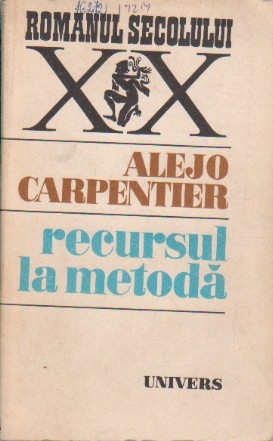 ROMANUL SECOLULUI
XX
ALEJO
CARPENTIER
recursul
la metodă
UNIVERS